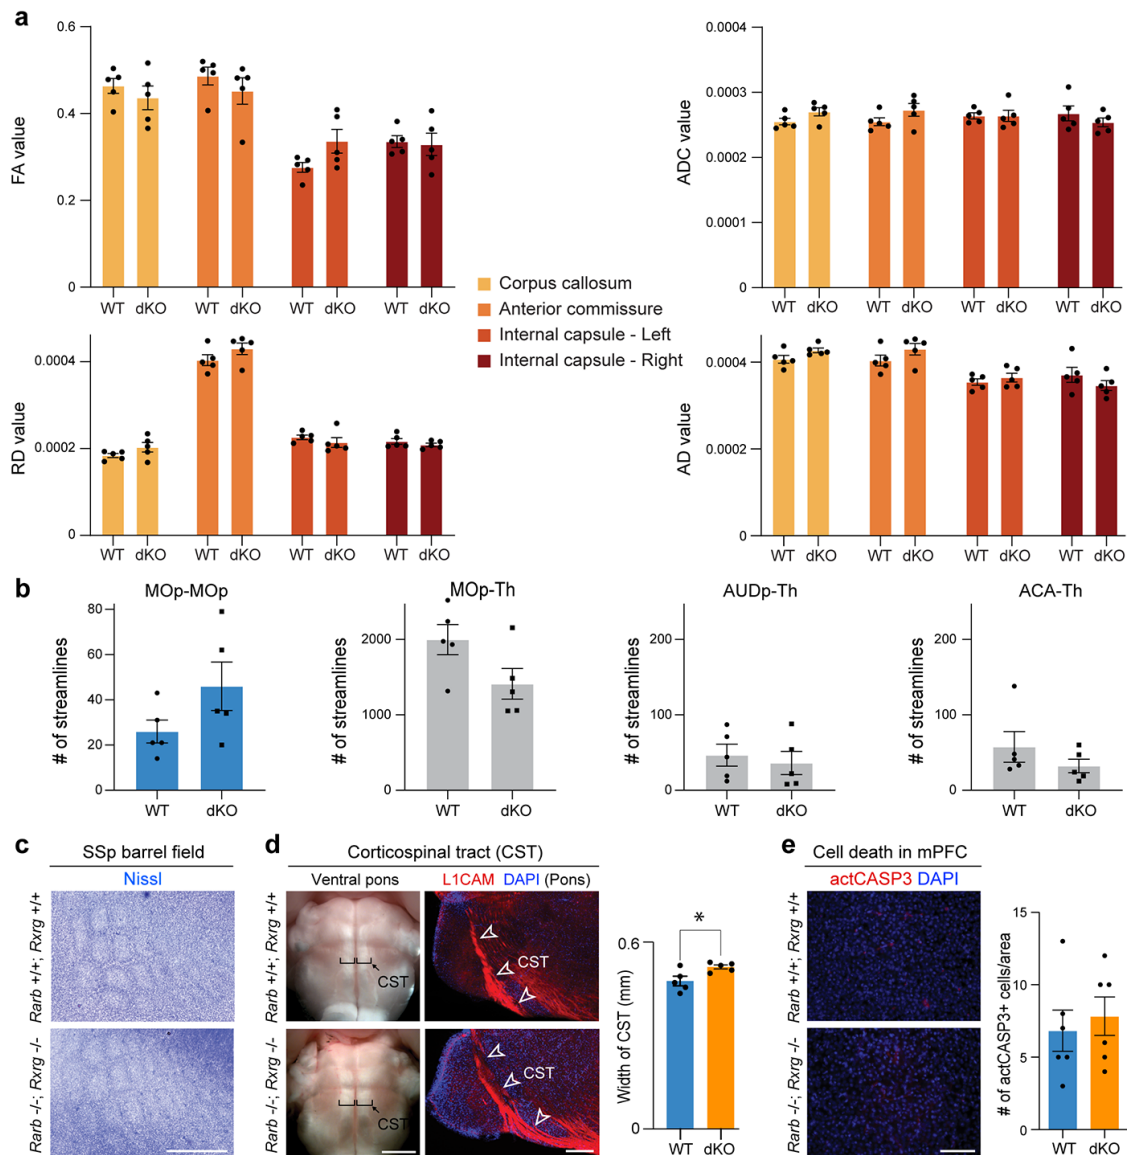 a
0.6
0.4
0.2
0
FA value
WT dKO WT dKO WT dKO WT dKO
0.0004
0.0003
0.0002
0.0001
0
ADC value
WT dKO WT dKO WT dKO WT dKO
Corpus callosum
Anterior commissure
Internal capsule - Left
Internal capsule - Right
0.0004
0.0002
0
RD value
WT dKO WT dKO WT dKO WT dKO
0.0004
0.0002
0
AD value
WT dKO WT dKO WT dKO WT dKO
b
MOp-MOp
80
60
40
20
0
# of streamlines
WT dKO
MOp-Th
2000
1000
0
# of streamlines
WT dKO
AUDp-Th
200
100
0
# of streamlines
WT dKO
ACA-Th
200
100
0
# of streamlines
WT dKO
c
SSp barrel field
Nissl
Rarb +/+; Rxrg +/+
Rarb -/-; Rxrg -/-
d
Corticospinal tract (CST)
Ventral pons
L1CAM DAPI (Pons)
Rarb +/+; Rxrg +/+
CST
CST
Rarb -/-; Rxrg -/-
CST
CST
*
0.6
0
Width of CST (mm)
WT dKO
e
Cell death in mPFC
actCASP3 DAPI
Rarb +/+; Rxrg +/+
Rarb -/-; Rxrg -/-
15
10
5
0
# of actCASP3+ cells/area
WT dKO